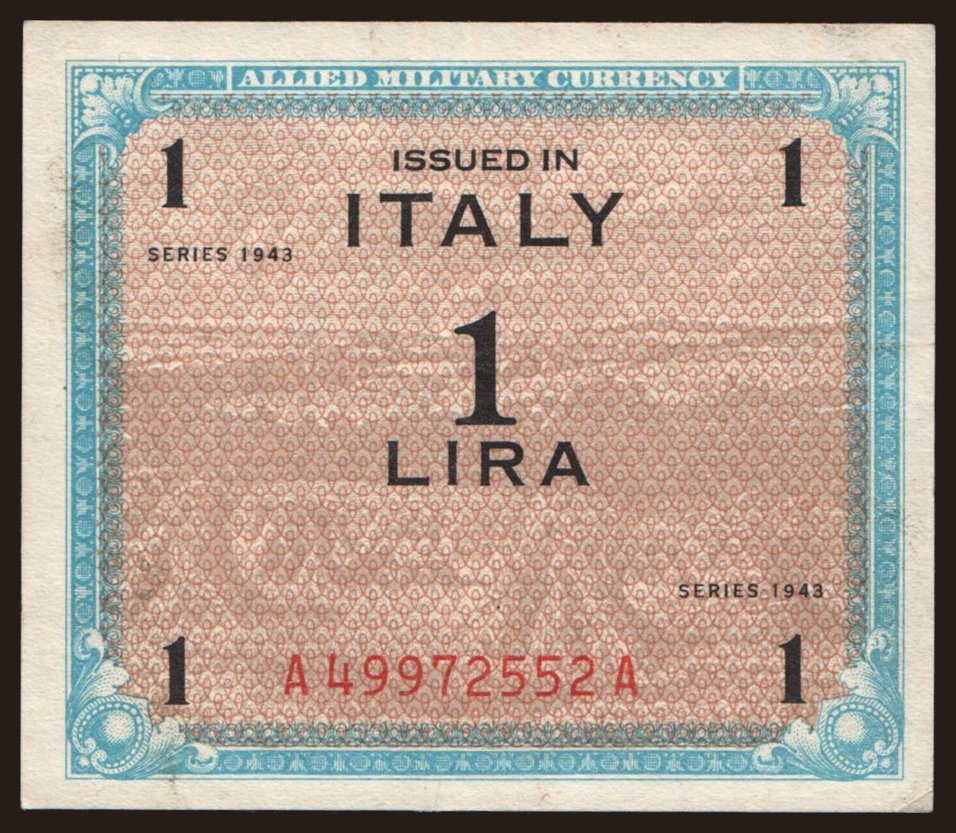 ALLIED MILITARY CURRENCY
1 ISSUED IN 1
ITALY
SERIES 1943
1
LIRA
SERIES 1943
1 A49972552A 1